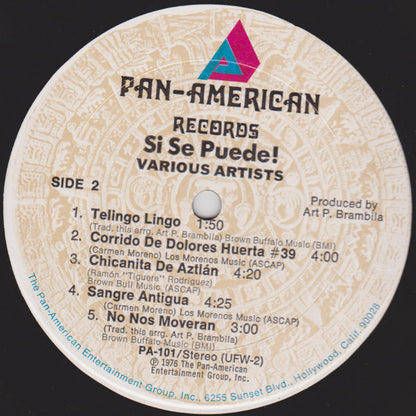 PAN-AMERICAN
RECORDS
Si Se Puede!
VARIOUS ARTISTS
SIDE 2
Produced by
Art P. Brambila
1. Telingo Lingo 1:50
(Trad. this arrg. Art P. Brambila) Brown Buffalo Music (BMI)
2. Corrido De Dolores Huerta #39 4:00
(Carmen Moreno) Los Morenos Music (ASCAP)
3. Chicanita De Aztlán 4:20
(Ramón "Tiguere" Rodriguez)
Brown Bull Music (ASCAP)
4. Sangre Antigua 4:25
(Carmen Moreno) Los Morenos Music (ASCAP)
5. No Nos Moveran 3:00
(Trad. this arrg. Art P. Brambila)
Brown Buffalo Music (BMI)
PA-101/Stereo (UFW-2)
℗ 1976 The Pan-American
Entertainment Group, Inc.
The Pan-American Entertainment Group, Inc., 6255 Sunset Blvd., Hollywood, Calif. 90028